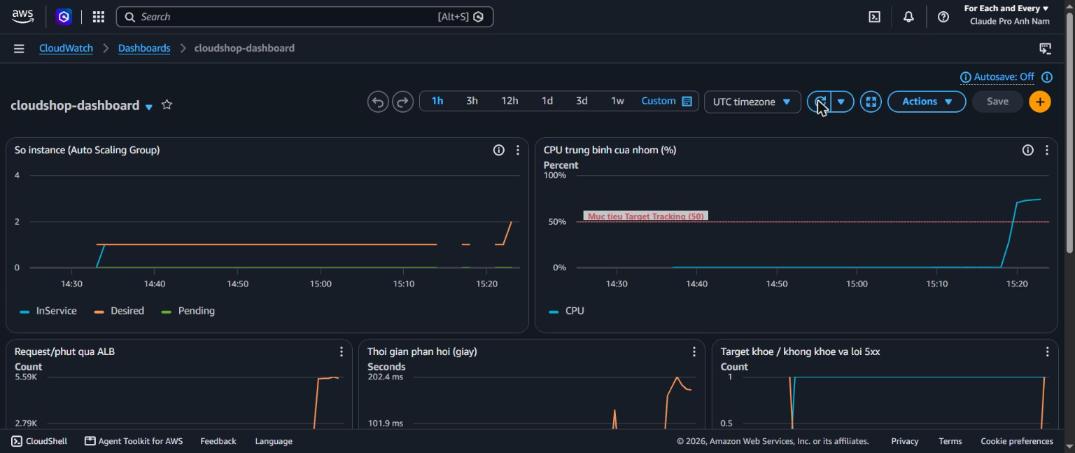 aws
Search [Alt+S]
For Each and Every
Claude Pro Anh Nam
CloudWatch > Dashboards > cloudshop-dashboard
Autosave: Off
cloudshop-dashboard
1h 3h 12h 1d 3d 1w Custom UTC timezone Actions Save
So instance (Auto Scaling Group)
4
2
0
14:30 14:40 14:50 15:00 15:10 15:20
InService Desired Pending
CPU trung binh cua nhom (%)
Percent
100%
50%
0%
Muc tieu Target Tracking (50)
14:30 14:40 14:50 15:00 15:10 15:20
CPU
Request/phut qua ALB
Count
5.59K
2.79K
Thoi gian phan hoi (giay)
Seconds
202.4 ms
101.9 ms
Target khoe / khong khoe va loi 5xx
Count
1
0.5
CloudShell Agent Toolkit for AWS Feedback Language © 2026, Amazon Web Services, Inc. or its affiliates. Privacy Terms Cookie preferences